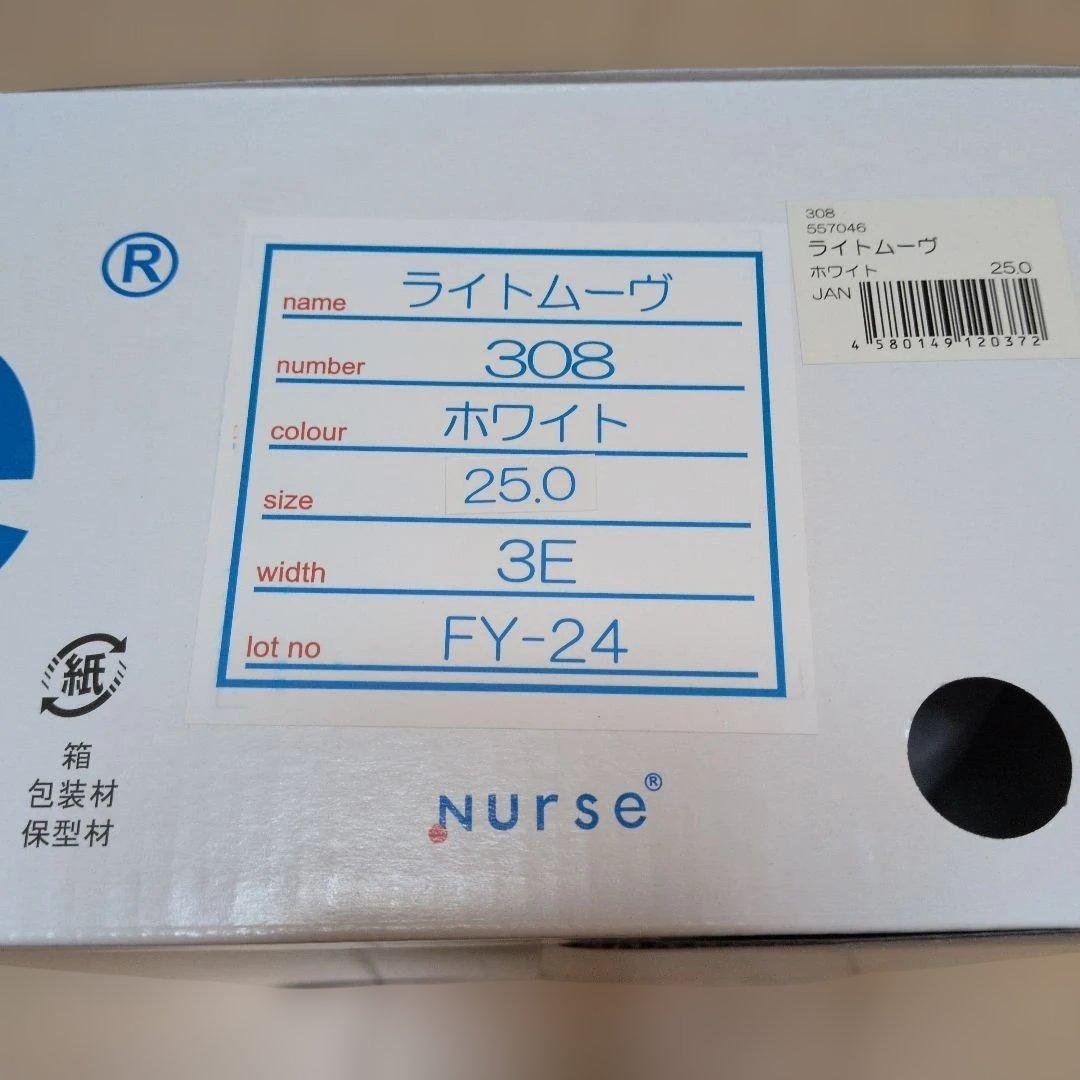 ®
name ライトムーヴ
number 308
colour ホワイト
size 25.0
width 3E
lot no FY-24
308
557046
ライトムーヴ
ホワイト 25.0
JAN
4 580149 120372
紙
箱
包装材
保型材
Nurse®